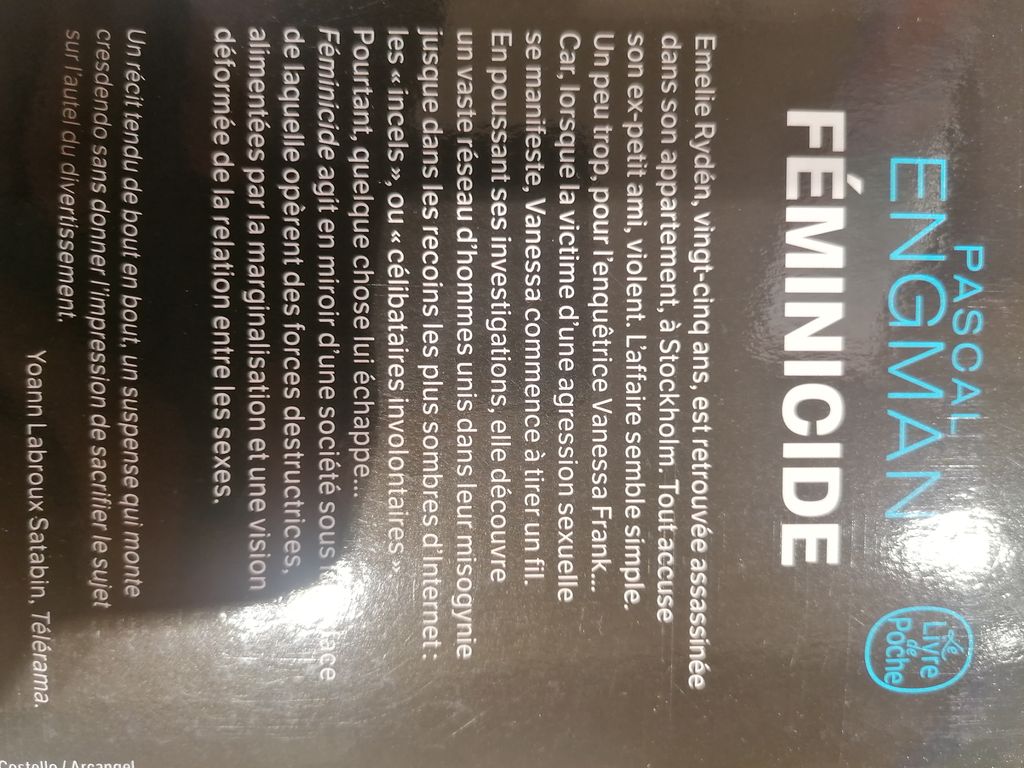 PASCAL
ENGMAN
Le
Livre
de
Poche
FÉMINICIDE
Emelie Rydén, vingt-cinq ans, est retrouvée assassinée
dans son appartement, à Stockholm. Tout accuse
son ex-petit ami, violent. L'affaire semble simple.
Un peu trop, pour l'enquêtrice Vanessa Frank...
Car, lorsque la victime d'une agression sexuelle
se manifeste, Vanessa commence à tirer un fil.
En poussant ses investigations, elle découvre
un vaste réseau d'hommes unis dans leur misogynie
jusque dans les recoins les plus sombres d'Internet :
les « incels », ou « célibataires involontaires ».
Pourtant, quelque chose lui échappe...
Féminicide agit en miroir d'une société sous
de laquelle opèrent des forces destructrices,
alimentées par la marginalisation et une vision
déformée de la relation entre les sexes.
Un récit tendu de bout en bout, un suspense qui monte
crescendo sans donner l'impression de sacrifier le sujet
sur l'autel du divertissement.
Yoann Labroux Satabin, Télérama.
Costello / Arcangel